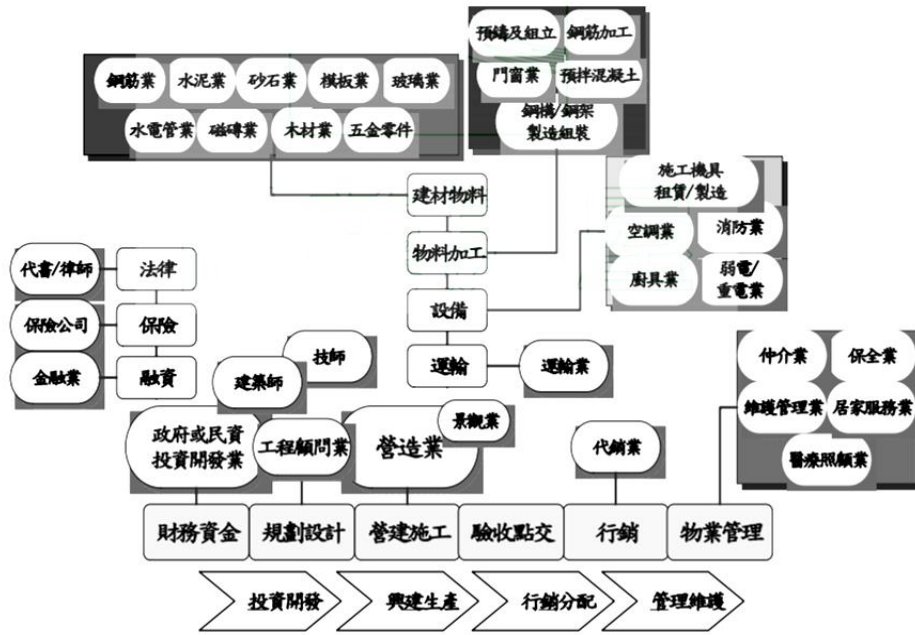 預鑄及組立
鋼筋加工
門窗業
預拌混凝土
鋼構/鋼架
製造組裝
鋼筋業
水泥業
砂石業
模板業
玻璃業
水電管業
磁磚業
木材業
五金零件
建材物料
物料加工
設備
運輸
施工機具
租賃/製造
空調業
消防業
廚具業
弱電/
重電業
代書/律師
法律
保險公司
保險
金融業
融資
技師
建築師
運輸業
仲介業
保全業
維護管理業
居家服務業
醫療照顧業
政府或民資
投資開發業
工程顧問業
營造業
景觀業
代銷業
財務資金
規劃設計
營建施工
驗收點交
行銷
物業管理
投資開發
興建生產
行銷分配
管理維護